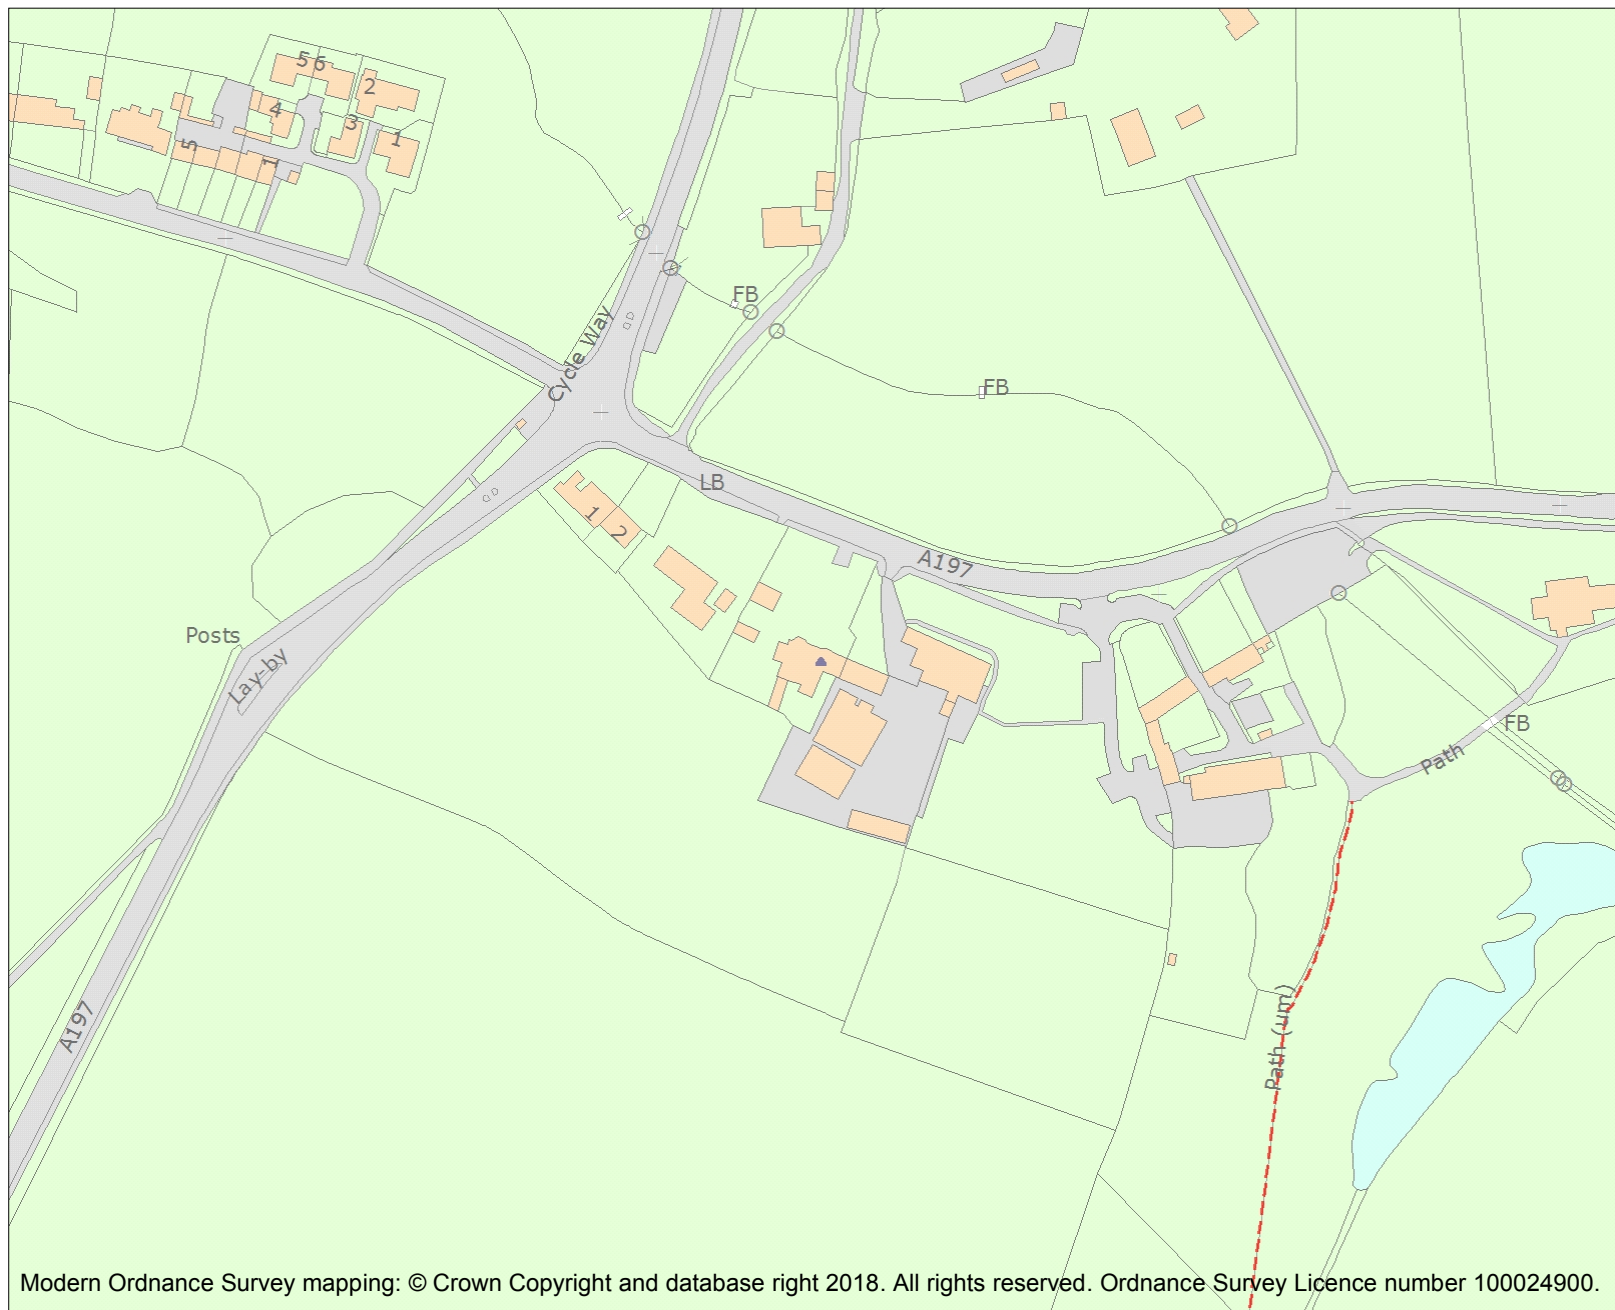 5 6
2
4
3
1
5
1
FB
Cycle Way
FB
LB
1
2
A197
Posts
Lay-by
FB
Path
A197
Path (um)
Modern Ordnance Survey mapping: © Crown Copyright and database right 2018. All rights reserved. Ordnance Survey Licence number 100024900.